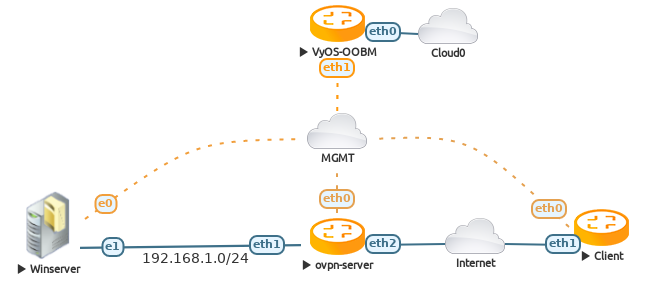 eth0
VyOS-OOBM
Cloud0
eth1
MGMT
e0
eth0
eth0
e1
eth1
eth2
eth1
192.168.1.0/24
Winserver
ovpn-server
Internet
Client